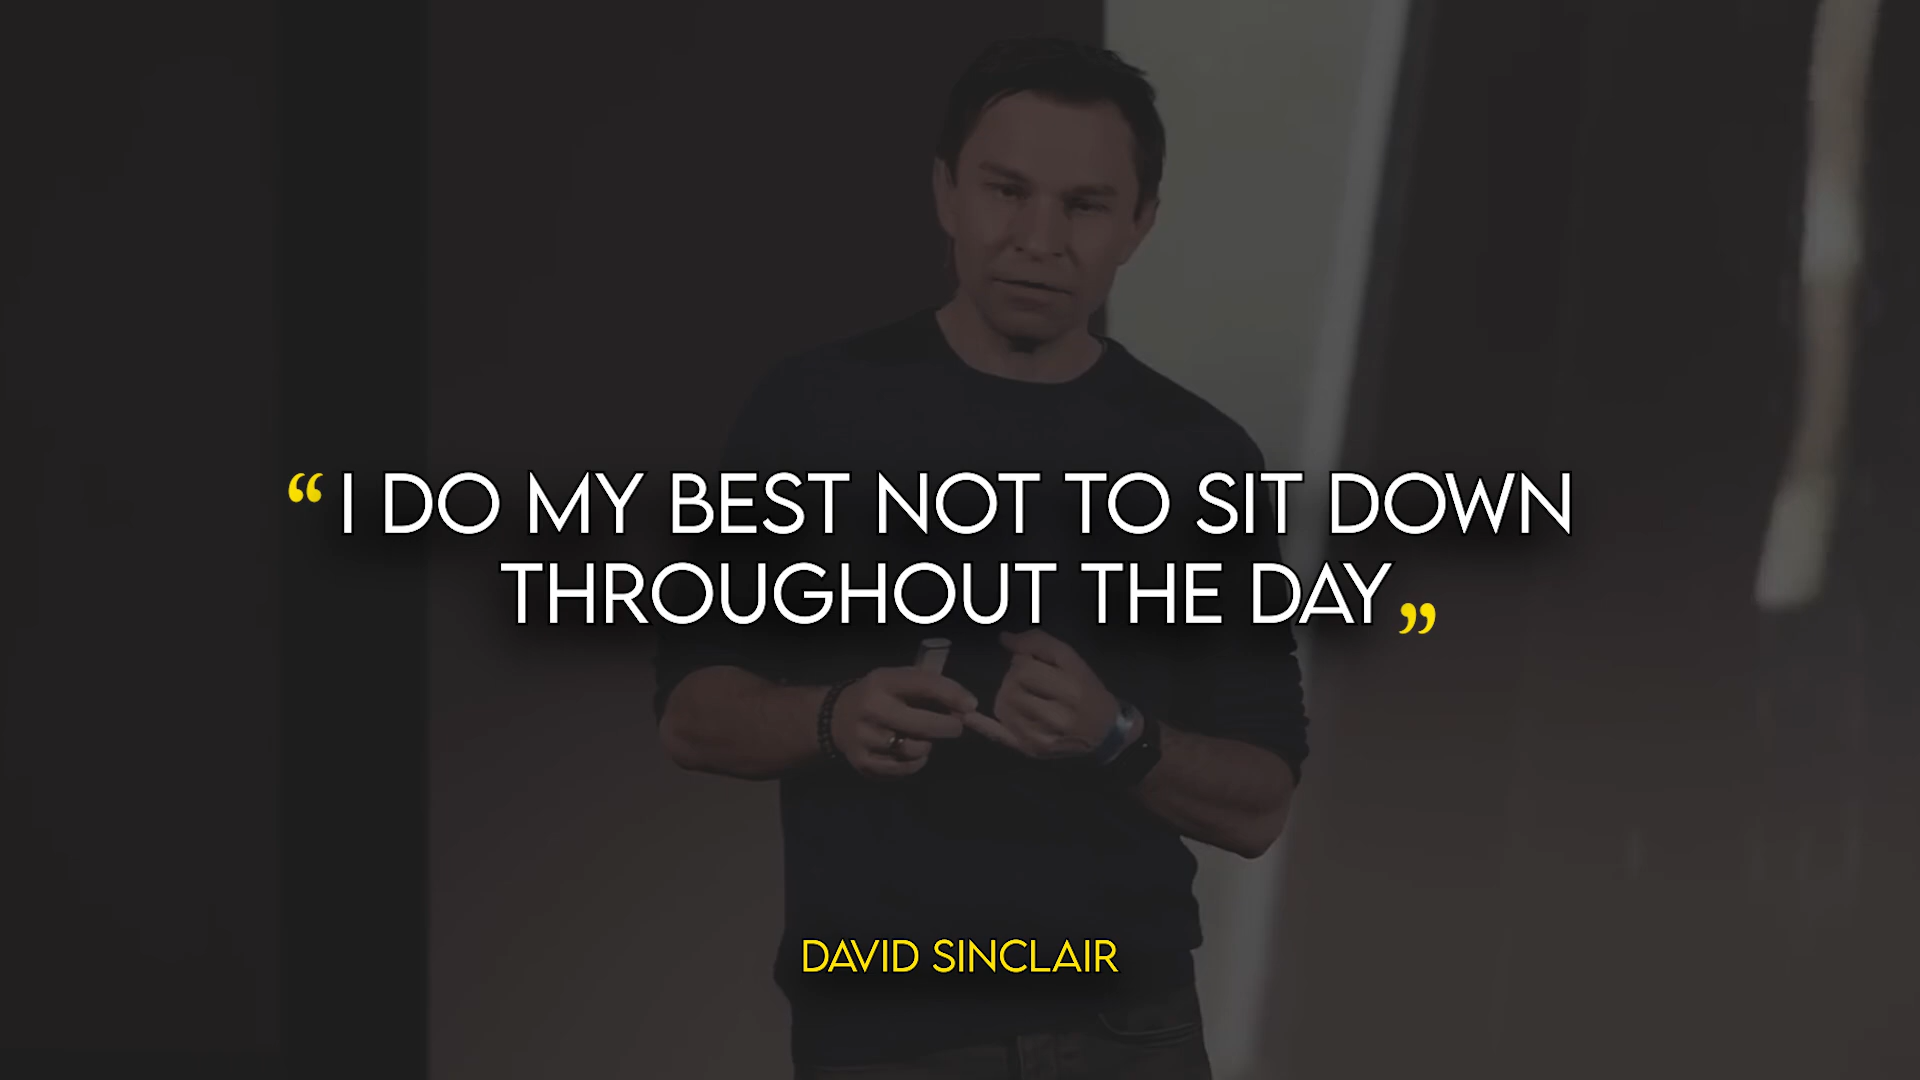 “I DO MY BEST NOT TO SIT DOWN
THROUGHOUT THE DAY”
DAVID SINCLAIR